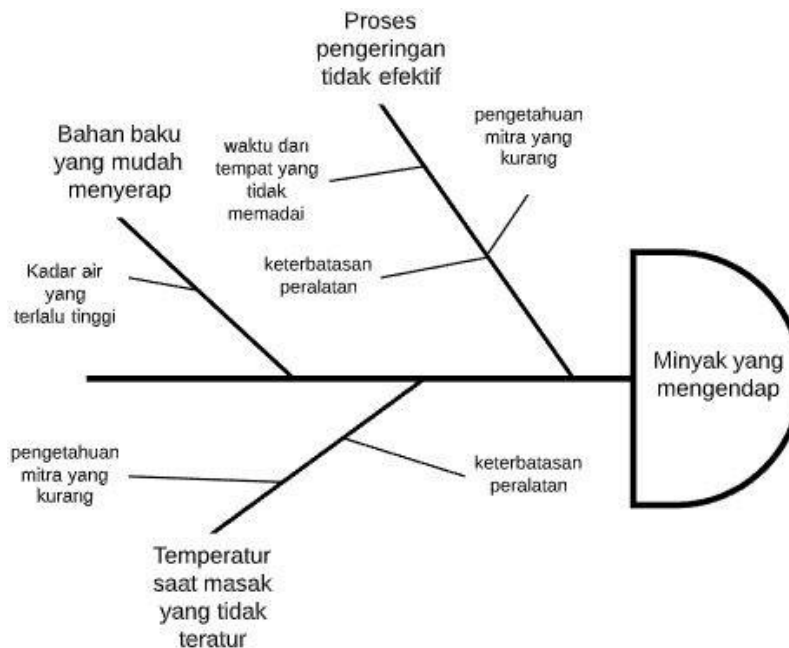 Proses
pengeringan
tidak efektif
pengetahuan
mitra yang
kurang
waktu dan
tempat yang
tidak
memadai
keterbatasan
peralatan
Bahan baku
yang mudah
menyerap
Kadar air
yang
terlalu tinggi
Minyak yang
mengendap
pengetahuan
mitra yang
kurang
keterbatasan
peralatan
Temperatur
saat masak
yang tidak
teratur